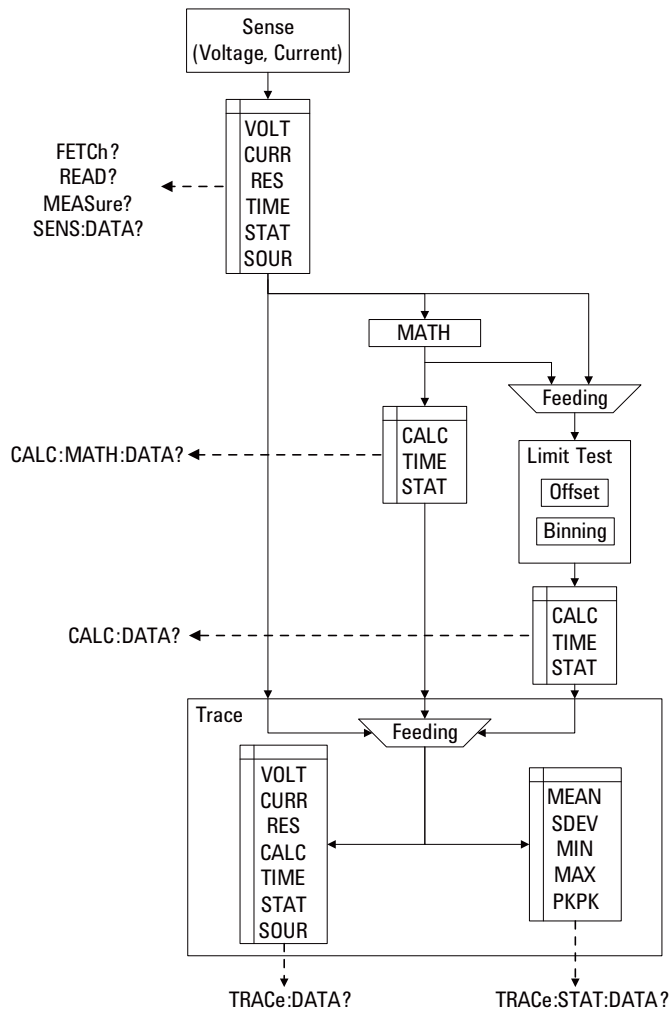 Sense
(Voltage, Current)
VOLT
CURR
RES
TIME
STAT
SOUR
FETCh?
READ?
MEASure?
SENS:DATA?
MATH
Feeding
CALC
TIME
STAT
CALC:MATH:DATA?
Limit Test
Offset
Binning
CALC
TIME
STAT
CALC:DATA?
Trace
Feeding
VOLT
CURR
RES
CALC
TIME
STAT
SOUR
MEAN
SDEV
MIN
MAX
PKPK
TRACe:DATA?
TRACe:STAT:DATA?